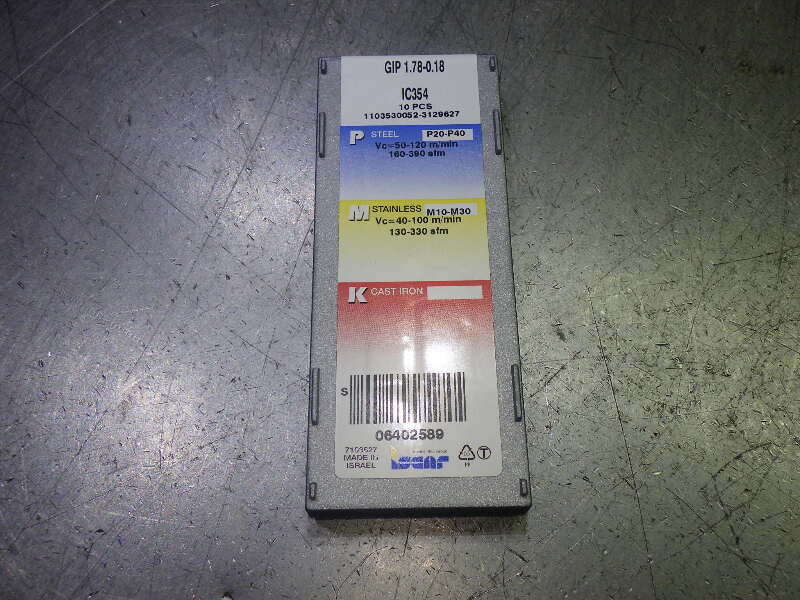 GIP 1.78-0.18
IC354
10 PCS
1103530052-3129627
P STEEL P20-P40
Vc=50-120 m/min
160-390 sfm
M STAINLESS M10-M30
Vc=40-100 m/min
130-330 sfm
K CAST IRON
S
06402589
7103627
MADE IN
ISRAEL
ISCAR
T